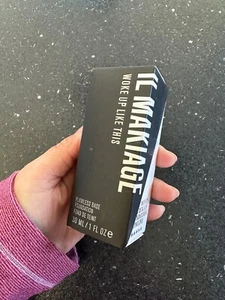 IL MAKIAGE
WOKE UP LIKE THIS
FLAWLESS BASE
FOUNDATION
FOND DE TEINT
30 ML / 1 FL OZ e